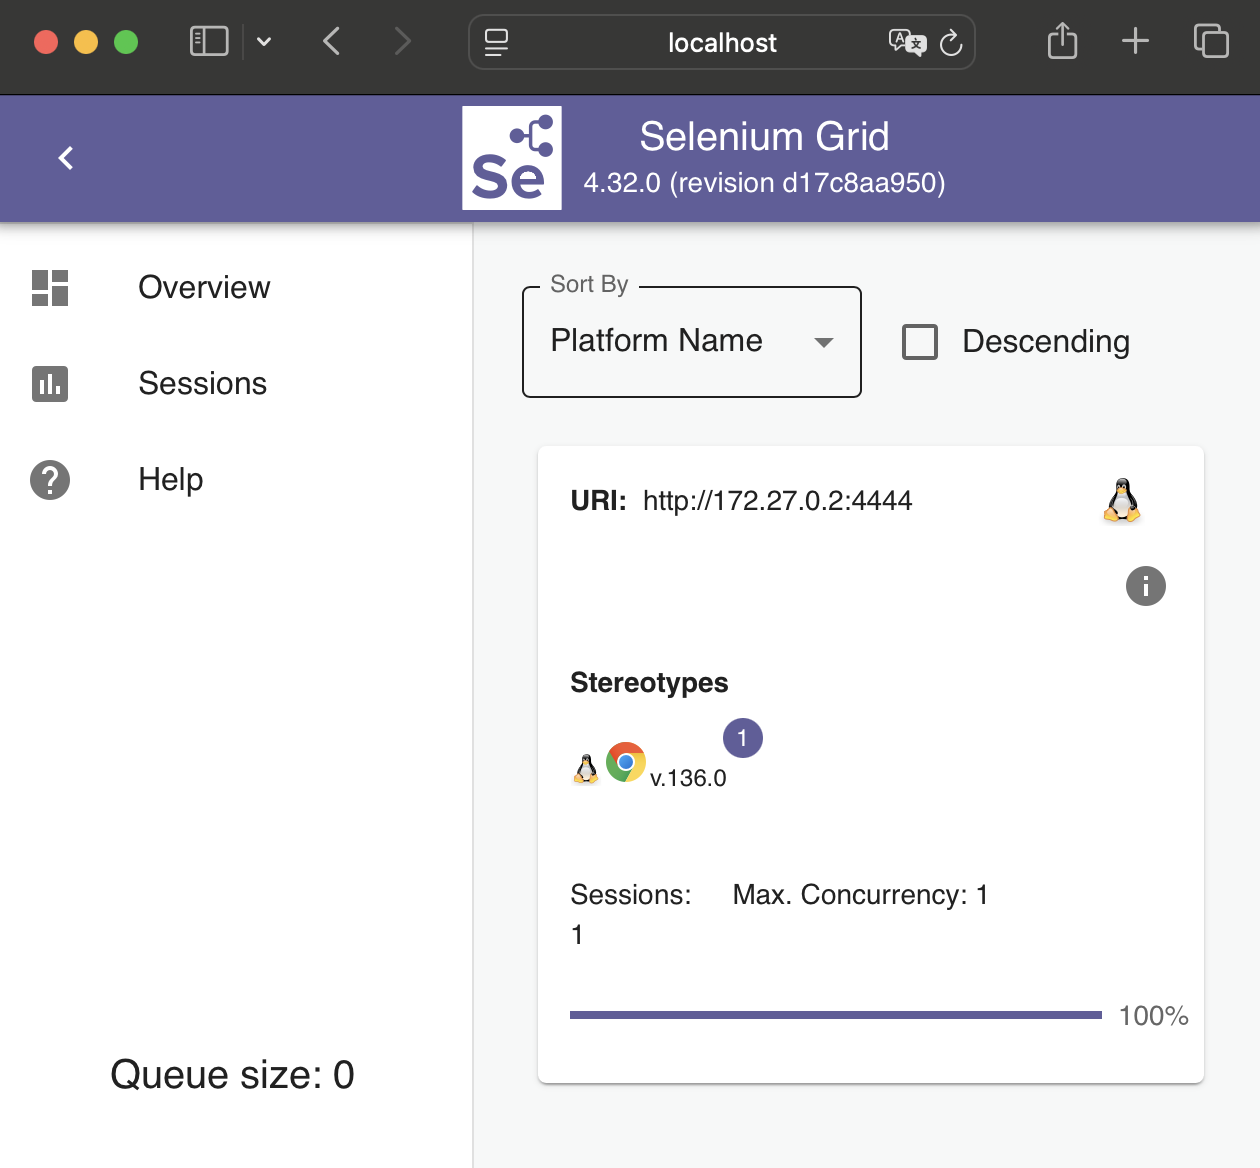 localhost
Se
Selenium Grid
4.32.0 (revision d17c8aa950)
Overview
Sessions
Help
Queue size: 0
Sort By
Platform Name
Descending
URI: http://172.27.0.2:4444
Stereotypes
1
v.136.0
Sessions: Max. Concurrency: 1
1
100%